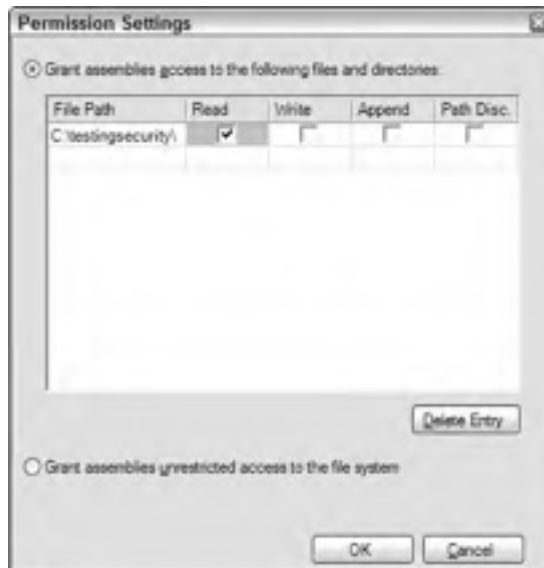 Permission Settings
Grant assemblies access to the following files and directories:
File Path Read Write Append Path Disc.
C:\testingsecurity\
Delete Entry
Grant assemblies unrestricted access to the file system
OK Cancel